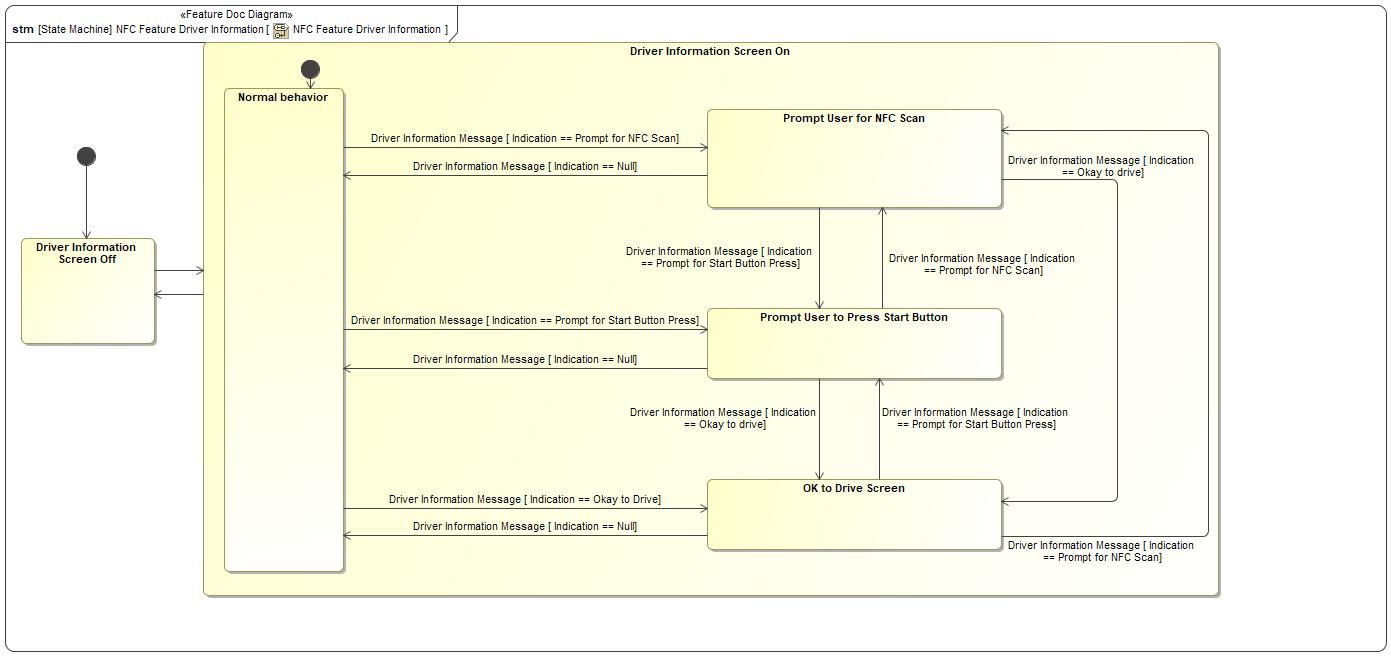 «Feature Doc Diagram»
stm [State Machine] NFC Feature Driver Information [ NFC Feature Driver Information ]
Driver Information Screen On
Normal behavior
Driver Information
Screen Off
Prompt User for NFC Scan
Driver Information Message [ Indication == Prompt for NFC Scan]
Driver Information Message [ Indication == Null]
Driver Information Message [ Indication
== Okay to drive]
Driver Information Message [ Indication
== Prompt for Start Button Press]
Driver Information Message [ Indication
== Prompt for NFC Scan]
Prompt User to Press Start Button
Driver Information Message [ Indication == Prompt for Start Button Press]
Driver Information Message [ Indication == Null]
Driver Information Message [ Indication
== Okay to drive]
Driver Information Message [ Indication
== Prompt for Start Button Press]
OK to Drive Screen
Driver Information Message [ Indication == Okay to Drive]
Driver Information Message [ Indication == Null]
Driver Information Message [ Indication
== Prompt for NFC Scan]